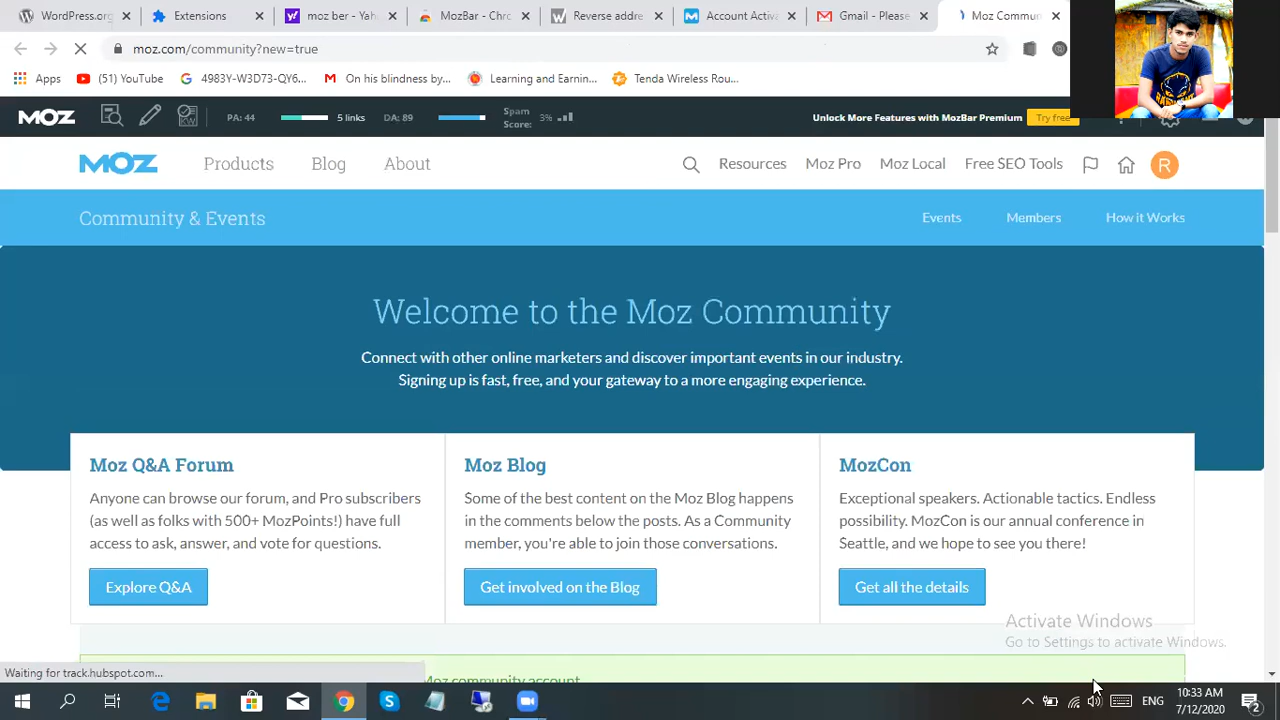 WordPress.org
Extensions
moz ber - Yah
MozBar - Chro
Reverse addre
Account Activa
Gmail - Please
Moz Commun
moz.com/community?new=true
Apps
(51) YouTube
4983Y-W3D73-QY6...
On his blindness by...
Learning and Earnin...
Tenda Wireless Rou...
MOZ
PA: 44
5 links
DA: 89
Spam
Score: 3%
Unlock More Features with MozBar Premium
Try free
MOZ
Products
Blog
About
Resources
Moz Pro
Moz Local
Free SEO Tools
R
Community & Events
Events
Members
How it Works
Welcome to the Moz Community
Connect with other online marketers and discover important events in our industry.
Signing up is fast, free, and your gateway to a more engaging experience.
Moz Q&A Forum
Anyone can browse our forum, and Pro subscribers
(as well as folks with 500+ MozPoints!) have full
access to ask, answer, and vote for questions.
Explore Q&A
Moz Blog
Some of the best content on the Moz Blog happens
in the comments below the posts. As a Community
member, you're able to join those conversations.
Get involved on the Blog
MozCon
Exceptional speakers. Actionable tactics. Endless
possibility. MozCon is our annual conference in
Seattle, and we hope to see you there!
Get all the details
Activate Windows
Go to Settings to activate Windows.
Waiting for track.hubspot.com...
Moz community account
ENG
10:33 AM
7/12/2020
2